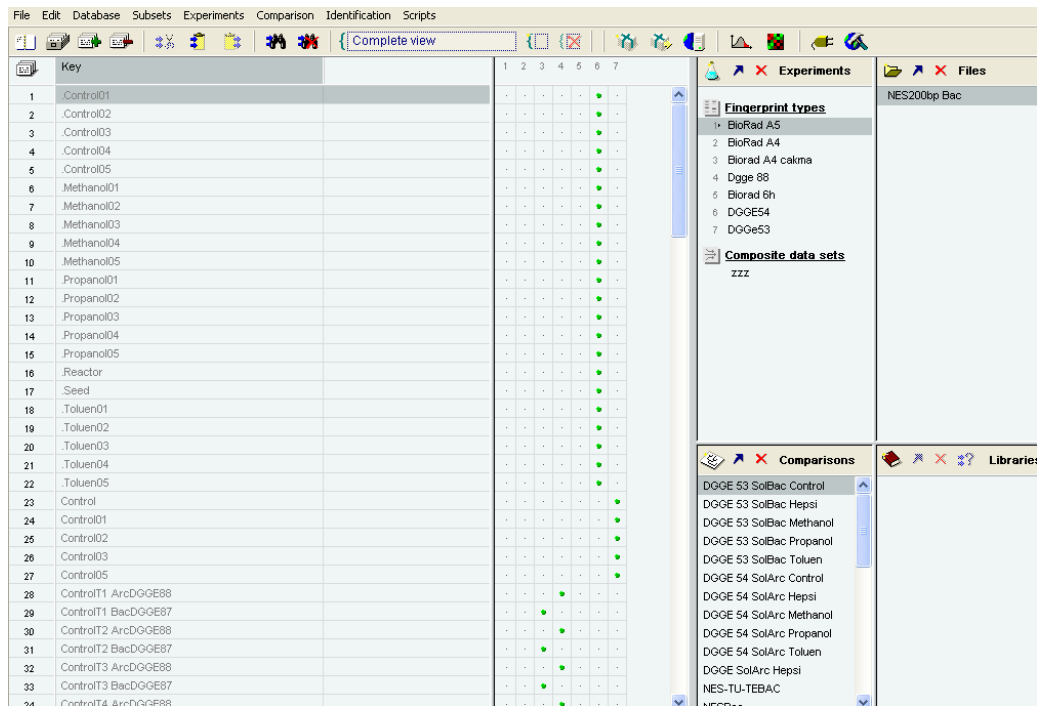 File Edit Database Subsets Experiments Comparison Identification Scripts
Complete view
Key
1 2 3 4 5 6 7
1 .Control01
2 .Control02
3 .Control03
4 .Control04
5 .Control05
6 .Methanol01
7 .Methanol02
8 .Methanol03
9 .Methanol04
10 .Methanol05
11 .Propanol01
12 .Propanol02
13 .Propanol03
14 .Propanol04
15 .Propanol05
16 .Reactor
17 .Seed
18 .Toluen01
19 .Toluen02
20 .Toluen03
21 .Toluen04
22 .Toluen05
23 Control
24 Control01
25 Control02
26 Control03
27 Control05
28 ControlT1 ArcDGGE88
29 ControlT1 BacDGGE87
30 ControlT2 ArcDGGE88
31 ControlT2 BacDGGE87
32 ControlT3 ArcDGGE88
33 ControlT3 BacDGGE87
34 ControlT4 ArcDGGE88
Experiments
Fingerprint types
1 BioRad A5
2 BioRad A4
3 Biorad A4 cakma
4 Dgge 88
5 Biorad 6h
6 DGGE54
7 DGGe53
Composite data sets
zzz
Files
NES200bp Bac
Comparisons
DGGE 53 SolBac Control
DGGE 53 SolBac Hepsi
DGGE 53 SolBac Methanol
DGGE 53 SolBac Propanol
DGGE 53 SolBac Toluen
DGGE 54 SolArc Control
DGGE 54 SolArc Hepsi
DGGE 54 SolArc Methanol
DGGE 54 SolArc Propanol
DGGE 54 SolArc Toluen
DGGE SolArc Hepsi
NES-TU-TEBAC
NESBac
Libraries